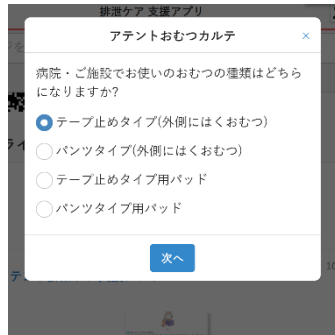 排泄ケア 支援アプリ
アテントおむつカルテ
×
病院・ご施設でお使いのおむつの種類はどちら
になりますか?
テープ止めタイプ(外側にはくおむつ)
パンツタイプ(外側にはくおむつ)
テープ止めタイプ用パッド
パンツタイプ用パッド
次へ